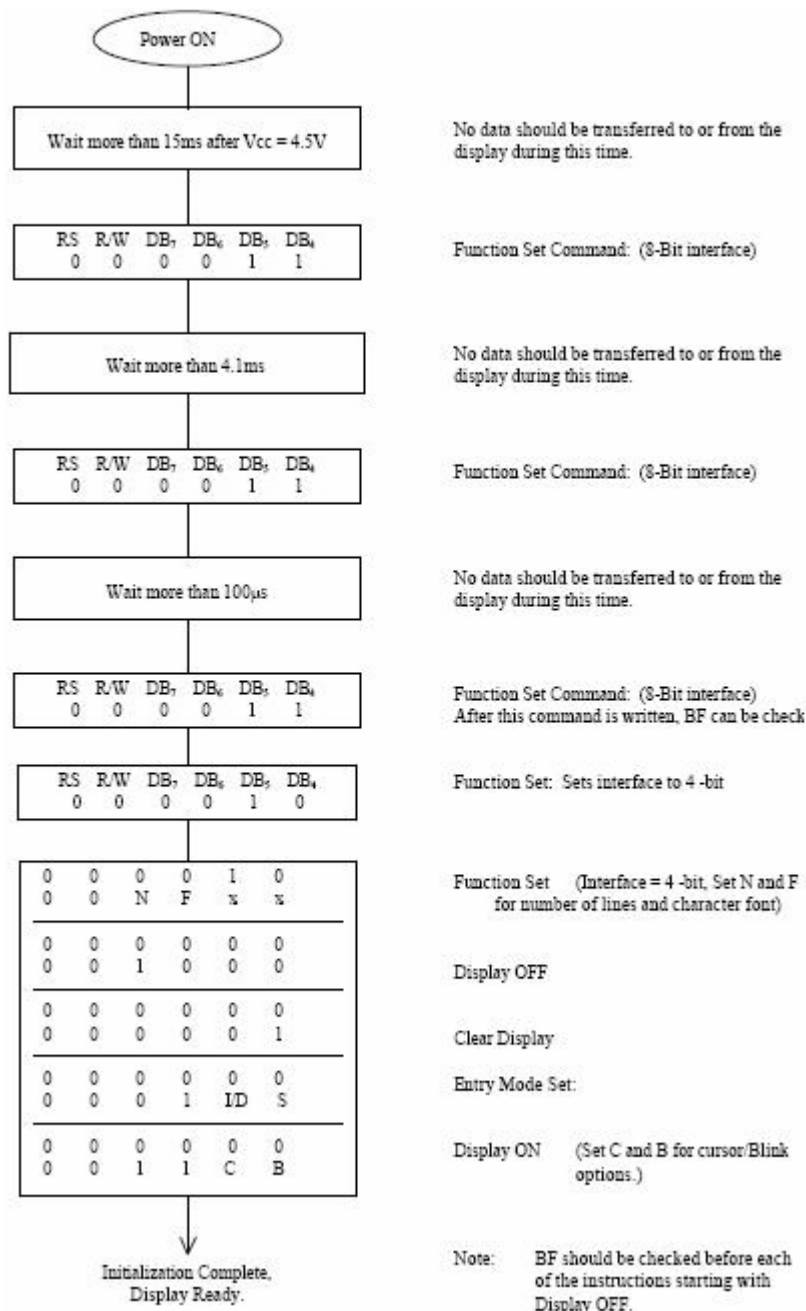 Power ON
Wait more than 15ms after Vcc = 4.5V
No data should be transferred to or from the
display during this time.
RS R/W DB₇ DB₆ DB₅ DB₄
0 0 0 0 1 1
Function Set Command: (8-Bit interface)
Wait more than 4.1ms
No data should be transferred to or from the
display during this time.
RS R/W DB₇ DB₆ DB₅ DB₄
0 0 0 0 1 1
Function Set Command: (8-Bit interface)
Wait more than 100µs
No data should be transferred to or from the
display during this time.
RS R/W DB₇ DB₆ DB₅ DB₄
0 0 0 0 1 1
Function Set Command: (8-Bit interface)
After this command is written, BF can be check
RS R/W DB₇ DB₆ DB₅ DB₄
0 0 0 0 1 0
Function Set: Sets interface to 4 -bit
0 0 0 0 1 0
0 0 N F x x
Function Set (Interface = 4 -bit, Set N and F
for number of lines and character font)
0 0 0 0 0 0
0 0 1 0 0 0
Display OFF
0 0 0 0 0 0
0 0 0 0 0 1
Clear Display
0 0 0 0 0 0
0 0 0 1 I/D S
Entry Mode Set:
0 0 0 0 0 0
0 0 1 1 C B
Display ON (Set C and B for cursor/Blink
options.)
Initialization Complete,
Display Ready.
Note: BF should be checked before each
of the instructions starting with
Display OFF.